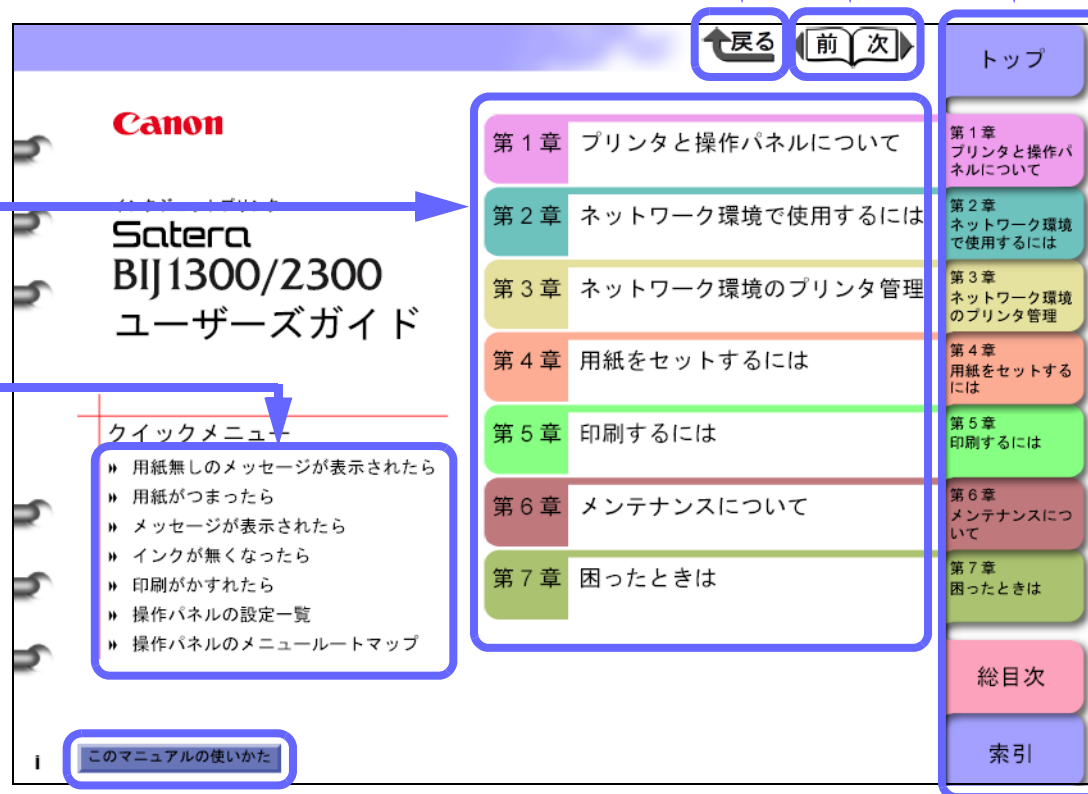 戻る
前 次
トップ
Canon
Satera
BIJ1300/2300
ユーザーズガイド
クイックメニュー
用紙無しのメッセージが表示されたら
用紙がつまったら
メッセージが表示されたら
インクが無くなったら
印刷がかすれたら
操作パネルの設定一覧
操作パネルのメニュールートマップ
第1章 プリンタと操作パネルについて
第2章 ネットワーク環境で使用するには
第3章 ネットワーク環境のプリンタ管理
第4章 用紙をセットするには
第5章 印刷するには
第6章 メンテナンスについて
第7章 困ったときは
第1章
プリンタと操作パ
ネルについて
第2章
ネットワーク環境
で使用するには
第3章
ネットワーク環境
のプリンタ管理
第4章
用紙をセットする
には
第5章
印刷するには
第6章
メンテナンスにつ
いて
第7章
困ったときは
総目次
索引
i
このマニュアルの使いかた